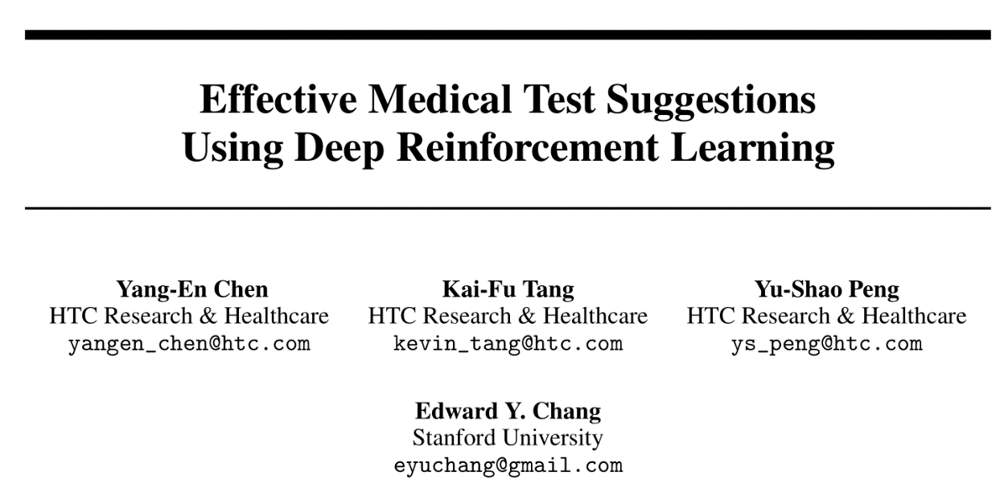 Effective Medical Test Suggestions
Using Deep Reinforcement Learning
Yang-En Chen
HTC Research & Healthcare
yangen_chen@htc.com
Kai-Fu Tang
HTC Research & Healthcare
kevin_tang@htc.com
Yu-Shao Peng
HTC Research & Healthcare
ys_peng@htc.com
Edward Y. Chang
Stanford University
eyuchang@gmail.com